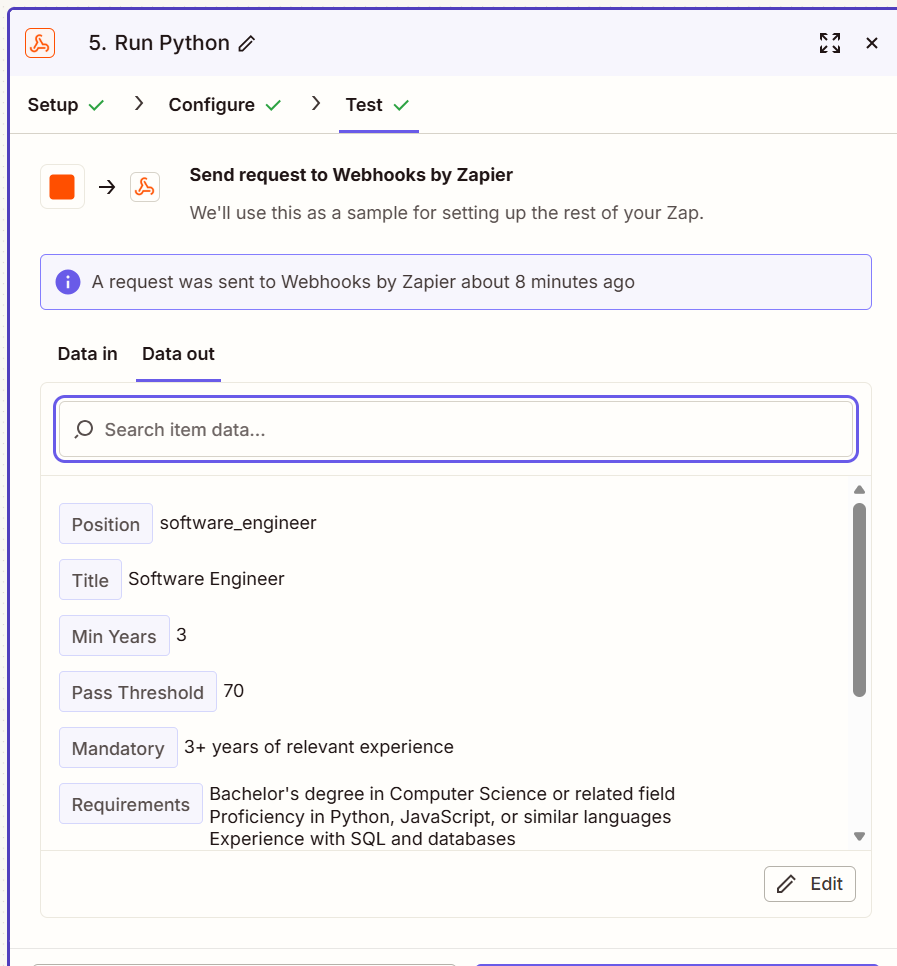 5. Run Python
Setup
Configure
Test
Send request to Webhooks by Zapier
We'll use this as a sample for setting up the rest of your Zap.
A request was sent to Webhooks by Zapier about 8 minutes ago
Data in
Data out
Search item data...
Position software_engineer
Title Software Engineer
Min Years 3
Pass Threshold 70
Mandatory 3+ years of relevant experience
Requirements Bachelor's degree in Computer Science or related field
Proficiency in Python, JavaScript, or similar languages
Experience with SQL and databases
Edit